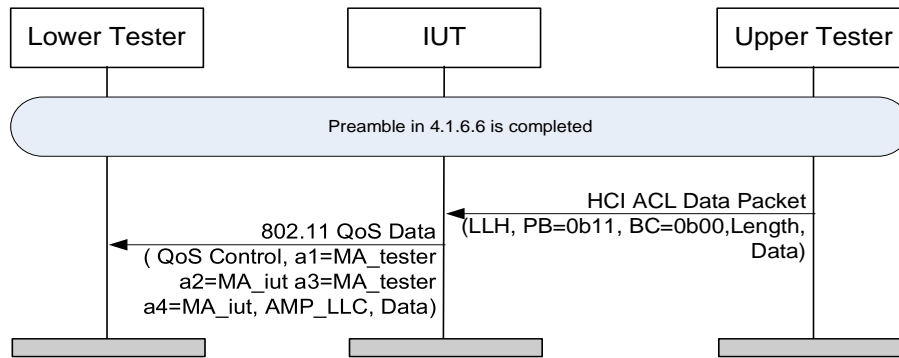 Lower Tester
IUT
Upper Tester
Preamble in 4.1.6.6 is completed
HCI ACL Data Packet
(LLH, PB=0b11, BC=0b00,Length,
Data)
802.11 QoS Data
( QoS Control, a1=MA_tester
a2=MA_iut a3=MA_tester
a4=MA_iut, AMP_LLC, Data)